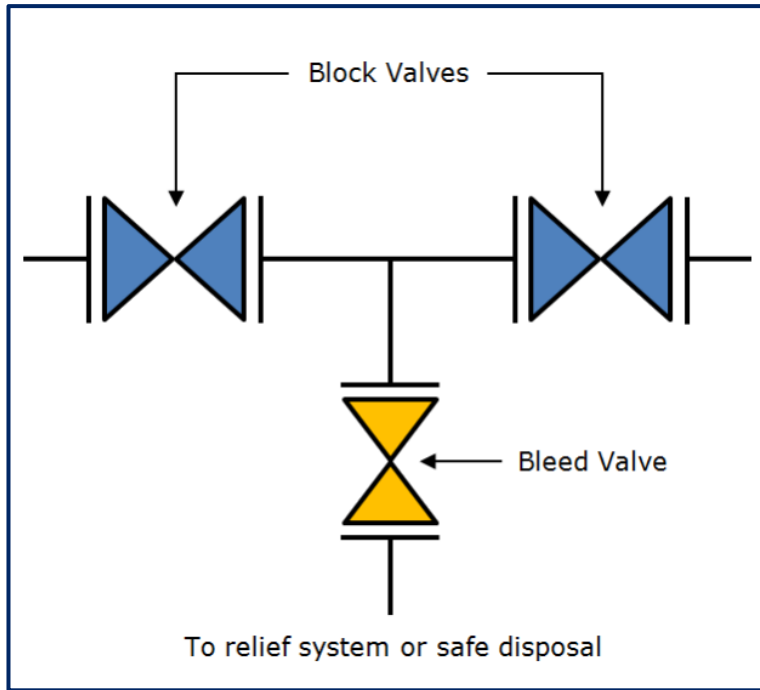 Block Valves
Bleed Valve
To relief system or safe disposal